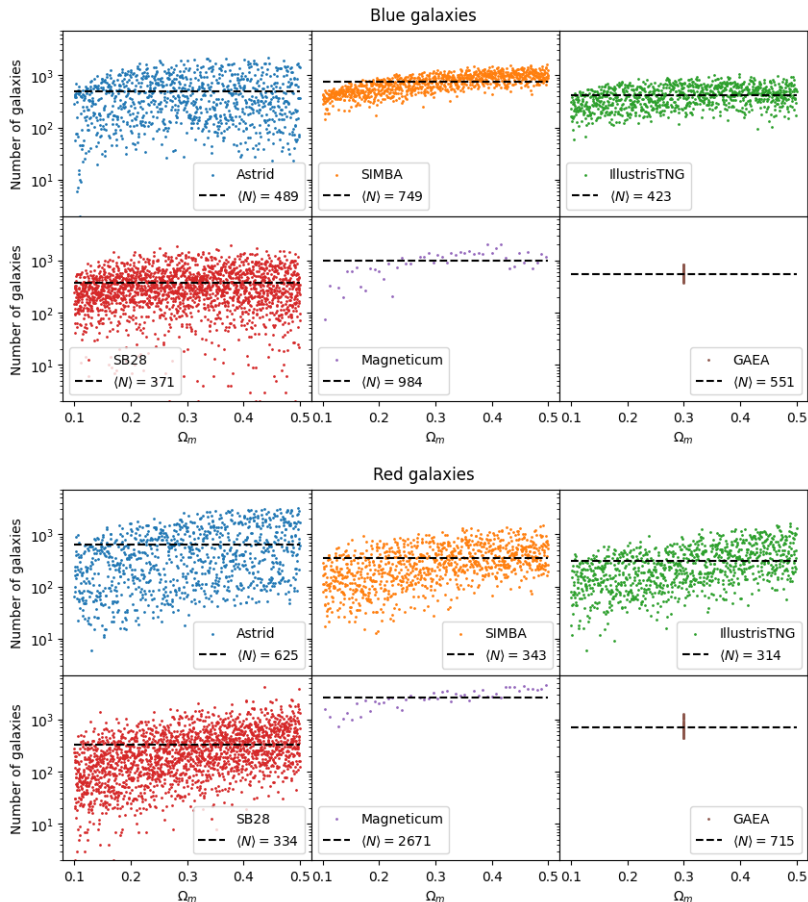 Blue galaxies
Number of galaxies
10³
10²
10¹
Astrid
⟨N⟩ = 489
SIMBA
⟨N⟩ = 749
IllustrisTNG
⟨N⟩ = 423
Number of galaxies
10³
10²
10¹
SB28
⟨N⟩ = 371
Magneticum
⟨N⟩ = 984
GAEA
⟨N⟩ = 551
0.1 0.2 0.3 0.4 0.5 0.1 0.2 0.3 0.4 0.5 0.1 0.2 0.3 0.4 0.5
Ωm Ωm Ωm
Red galaxies
Number of galaxies
10³
10²
10¹
Astrid
⟨N⟩ = 625
SIMBA
⟨N⟩ = 343
IllustrisTNG
⟨N⟩ = 314
Number of galaxies
10³
10²
10¹
SB28
⟨N⟩ = 334
Magneticum
⟨N⟩ = 2671
GAEA
⟨N⟩ = 715
0.1 0.2 0.3 0.4 0.5 0.1 0.2 0.3 0.4 0.5 0.1 0.2 0.3 0.4 0.5
Ωm Ωm Ωm